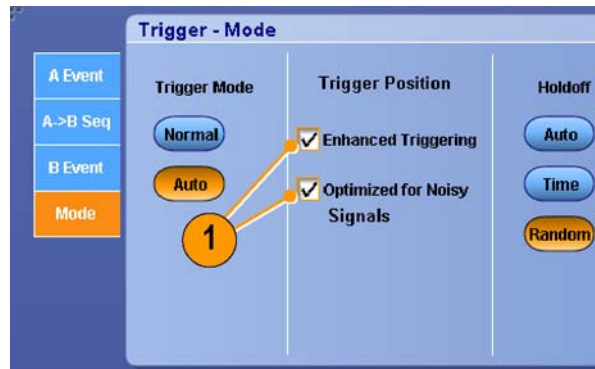 Trigger - Mode
A Event
A->B Seq
B Event
Mode
Trigger Mode
Normal
Auto
1
Trigger Position
Enhanced Triggering
Optimized for Noisy
Signals
Holdoff
Auto
Time
Random